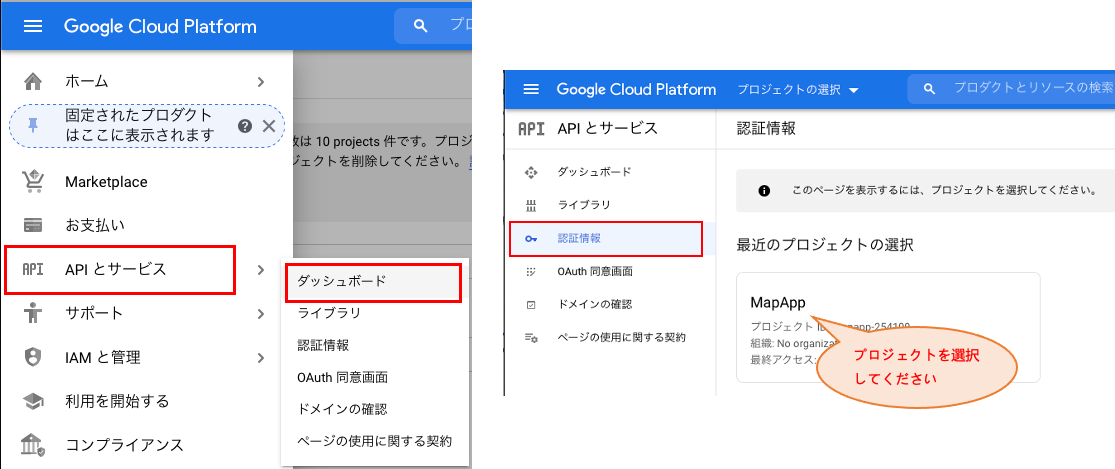 Google Cloud Platform
ホーム
固定されたプロダクト
はここに表示されます
Marketplace
お支払い
API APIとサービス
サポート
IAM と管理
利用を開始する
コンプライアンス
数は 10 projects 件です。プロジ
ジェクトを削除してください。
ダッシュボード
ライブラリ
認証情報
OAuth 同意画面
ドメインの確認
ページの使用に関する契約
Google Cloud Platform プロジェクトの選択 プロダクトとリソースの検索
API APIとサービス
ダッシュボード
ライブラリ
認証情報
OAuth 同意画面
ドメインの確認
ページの使用に関する契約
認証情報
このページを表示するには、プロジェクトを選択してください。
最近のプロジェクトの選択
MapApp
プロジェクト
組織: No organiza
最終アクセス:
プロジェクトを選択
してください